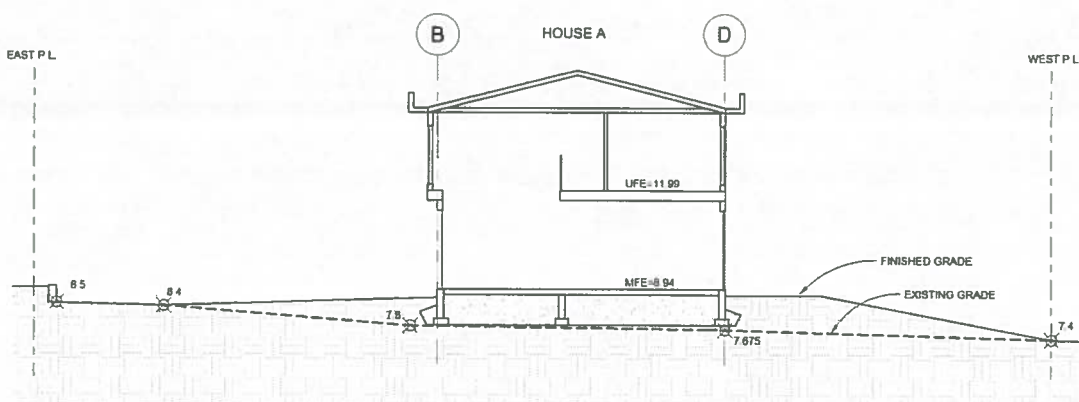 B
HOUSE A
D
EAST P L.
WEST P L
UFE=11.99
FINISHED GRADE
MFE=8.94
EXISTING GRADE
8 5
8 4
7.8
7.675
7.4